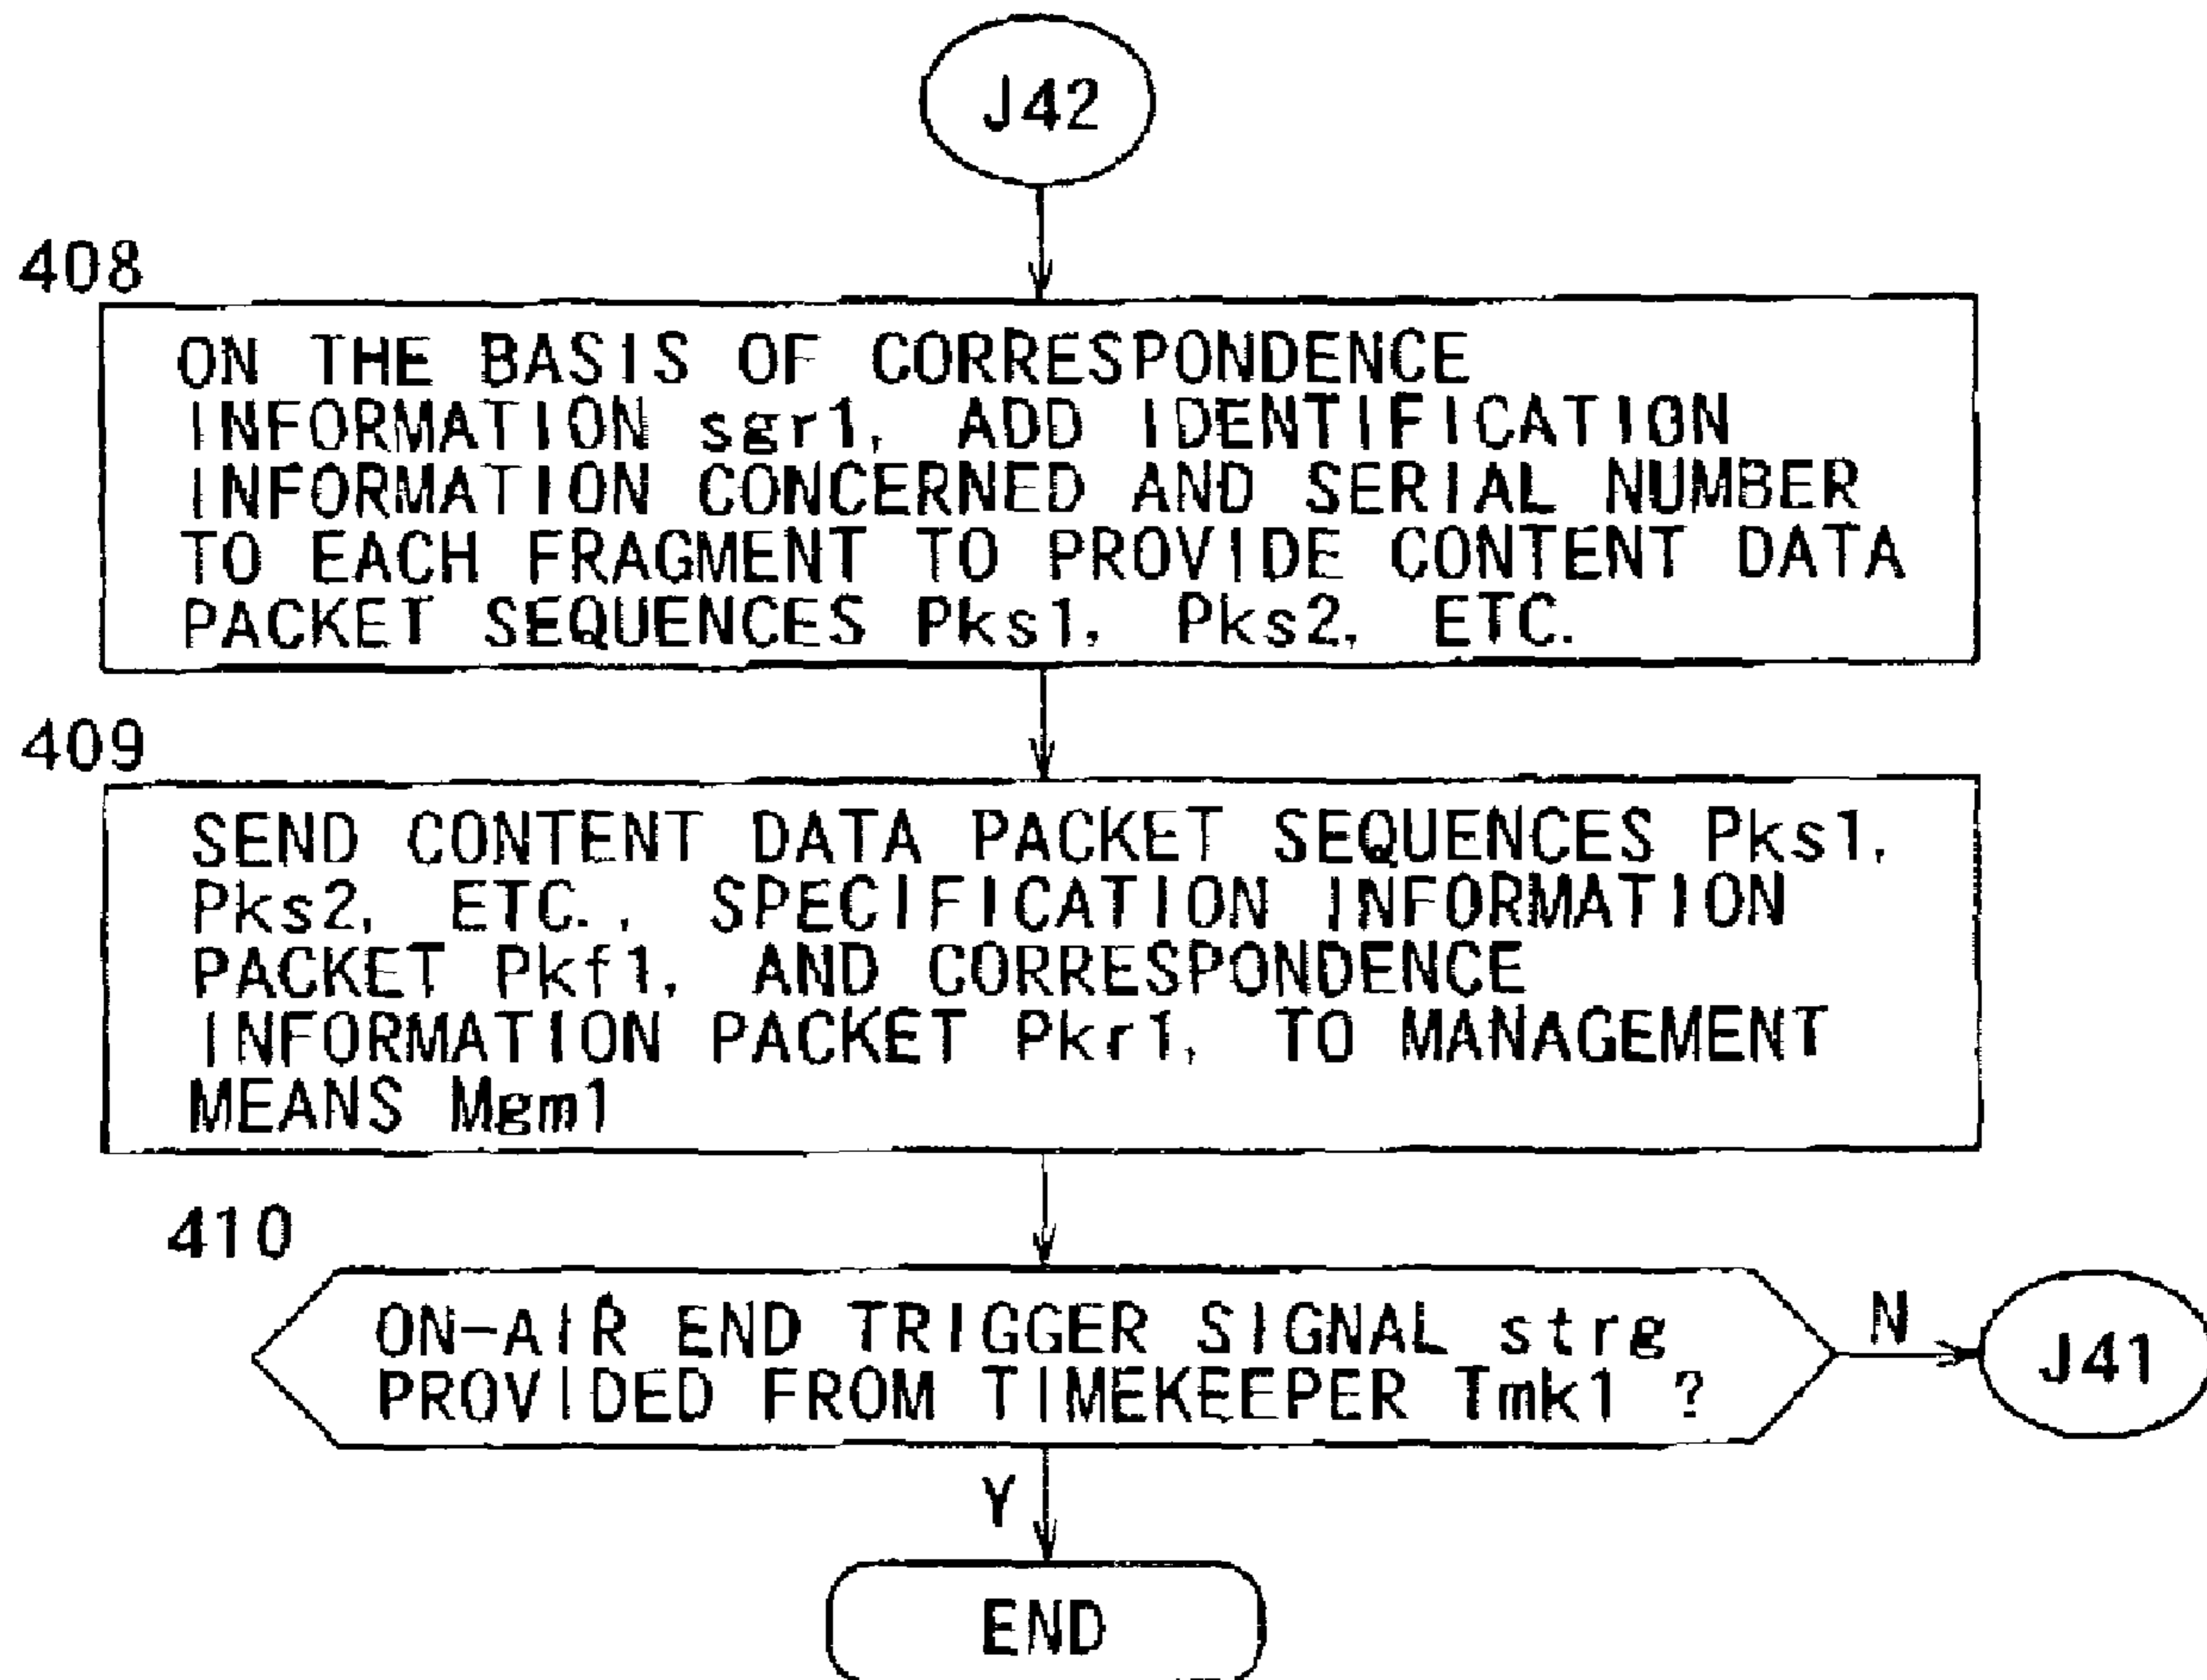 J42
408
ON THE BASIS OF CORRESPONDENCE
INFORMATION sgr1, ADD IDENTIFICATION
INFORMATION CONCERNED AND SERIAL NUMBER
TO EACH FRAGMENT TO PROVIDE CONTENT DATA
PACKET SEQUENCES Pks1, Pks2, ETC.
409
SEND CONTENT DATA PACKET SEQUENCES Pks1,
Pks2, ETC., SPECIFICATION INFORMATION
PACKET Pkf1, AND CORRESPONDENCE
INFORMATION PACKET Pkr1, TO MANAGEMENT
MEANS Mgm1
410
ON-AIR END TRIGGER SIGNAL strg
PROVIDED FROM TIMEKEEPER Tmk1 ?
N
J41
Y
END